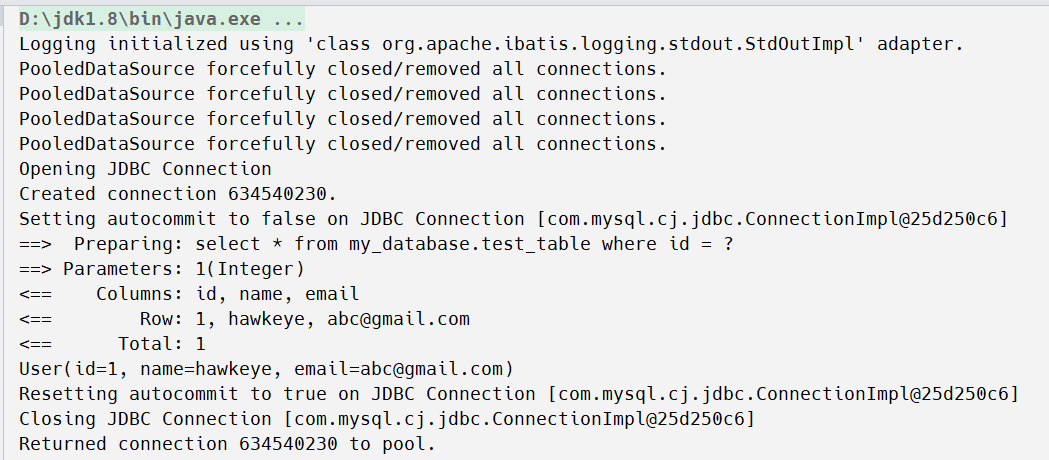 D:\jdk1.8\bin\java.exe ...
Logging initialized using 'class org.apache.ibatis.logging.stdout.StdOutImpl' adapter.
PooledDataSource forcefully closed/removed all connections.
PooledDataSource forcefully closed/removed all connections.
PooledDataSource forcefully closed/removed all connections.
PooledDataSource forcefully closed/removed all connections.
Opening JDBC Connection
Created connection 634540230.
Setting autocommit to false on JDBC Connection [com.mysql.cj.jdbc.ConnectionImpl@25d250c6]
==>  Preparing: select * from my_database.test_table where id = ?
==> Parameters: 1(Integer)
<==    Columns: id, name, email
<==        Row: 1, hawkeye, abc@gmail.com
<==      Total: 1
User(id=1, name=hawkeye, email=abc@gmail.com)
Resetting autocommit to true on JDBC Connection [com.mysql.cj.jdbc.ConnectionImpl@25d250c6]
Closing JDBC Connection [com.mysql.cj.jdbc.ConnectionImpl@25d250c6]
Returned connection 634540230 to pool.